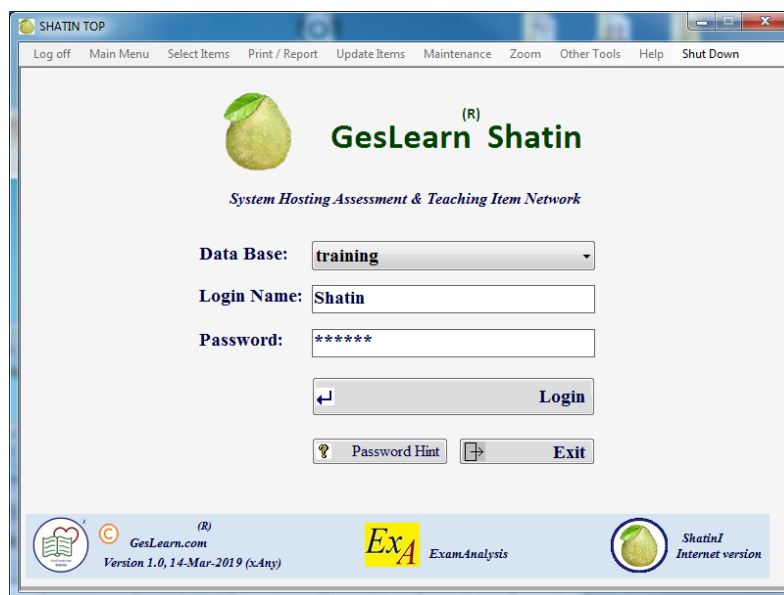 SHATIN TOP
Log off Main Menu Select Items Print / Report Update Items Maintenance Zoom Other Tools Help Shut Down
(R)
GesLearn Shatin
System Hosting Assessment & Teaching Item Network
Data Base: training
Login Name: Shatin
Password: ******
Login
? Password Hint Exit
©
(R)
GesLearn.com
Version 1.0, 14-Mar-2019 (xAny)
ExA
ExamAnalysis
ShatinI
Internet version